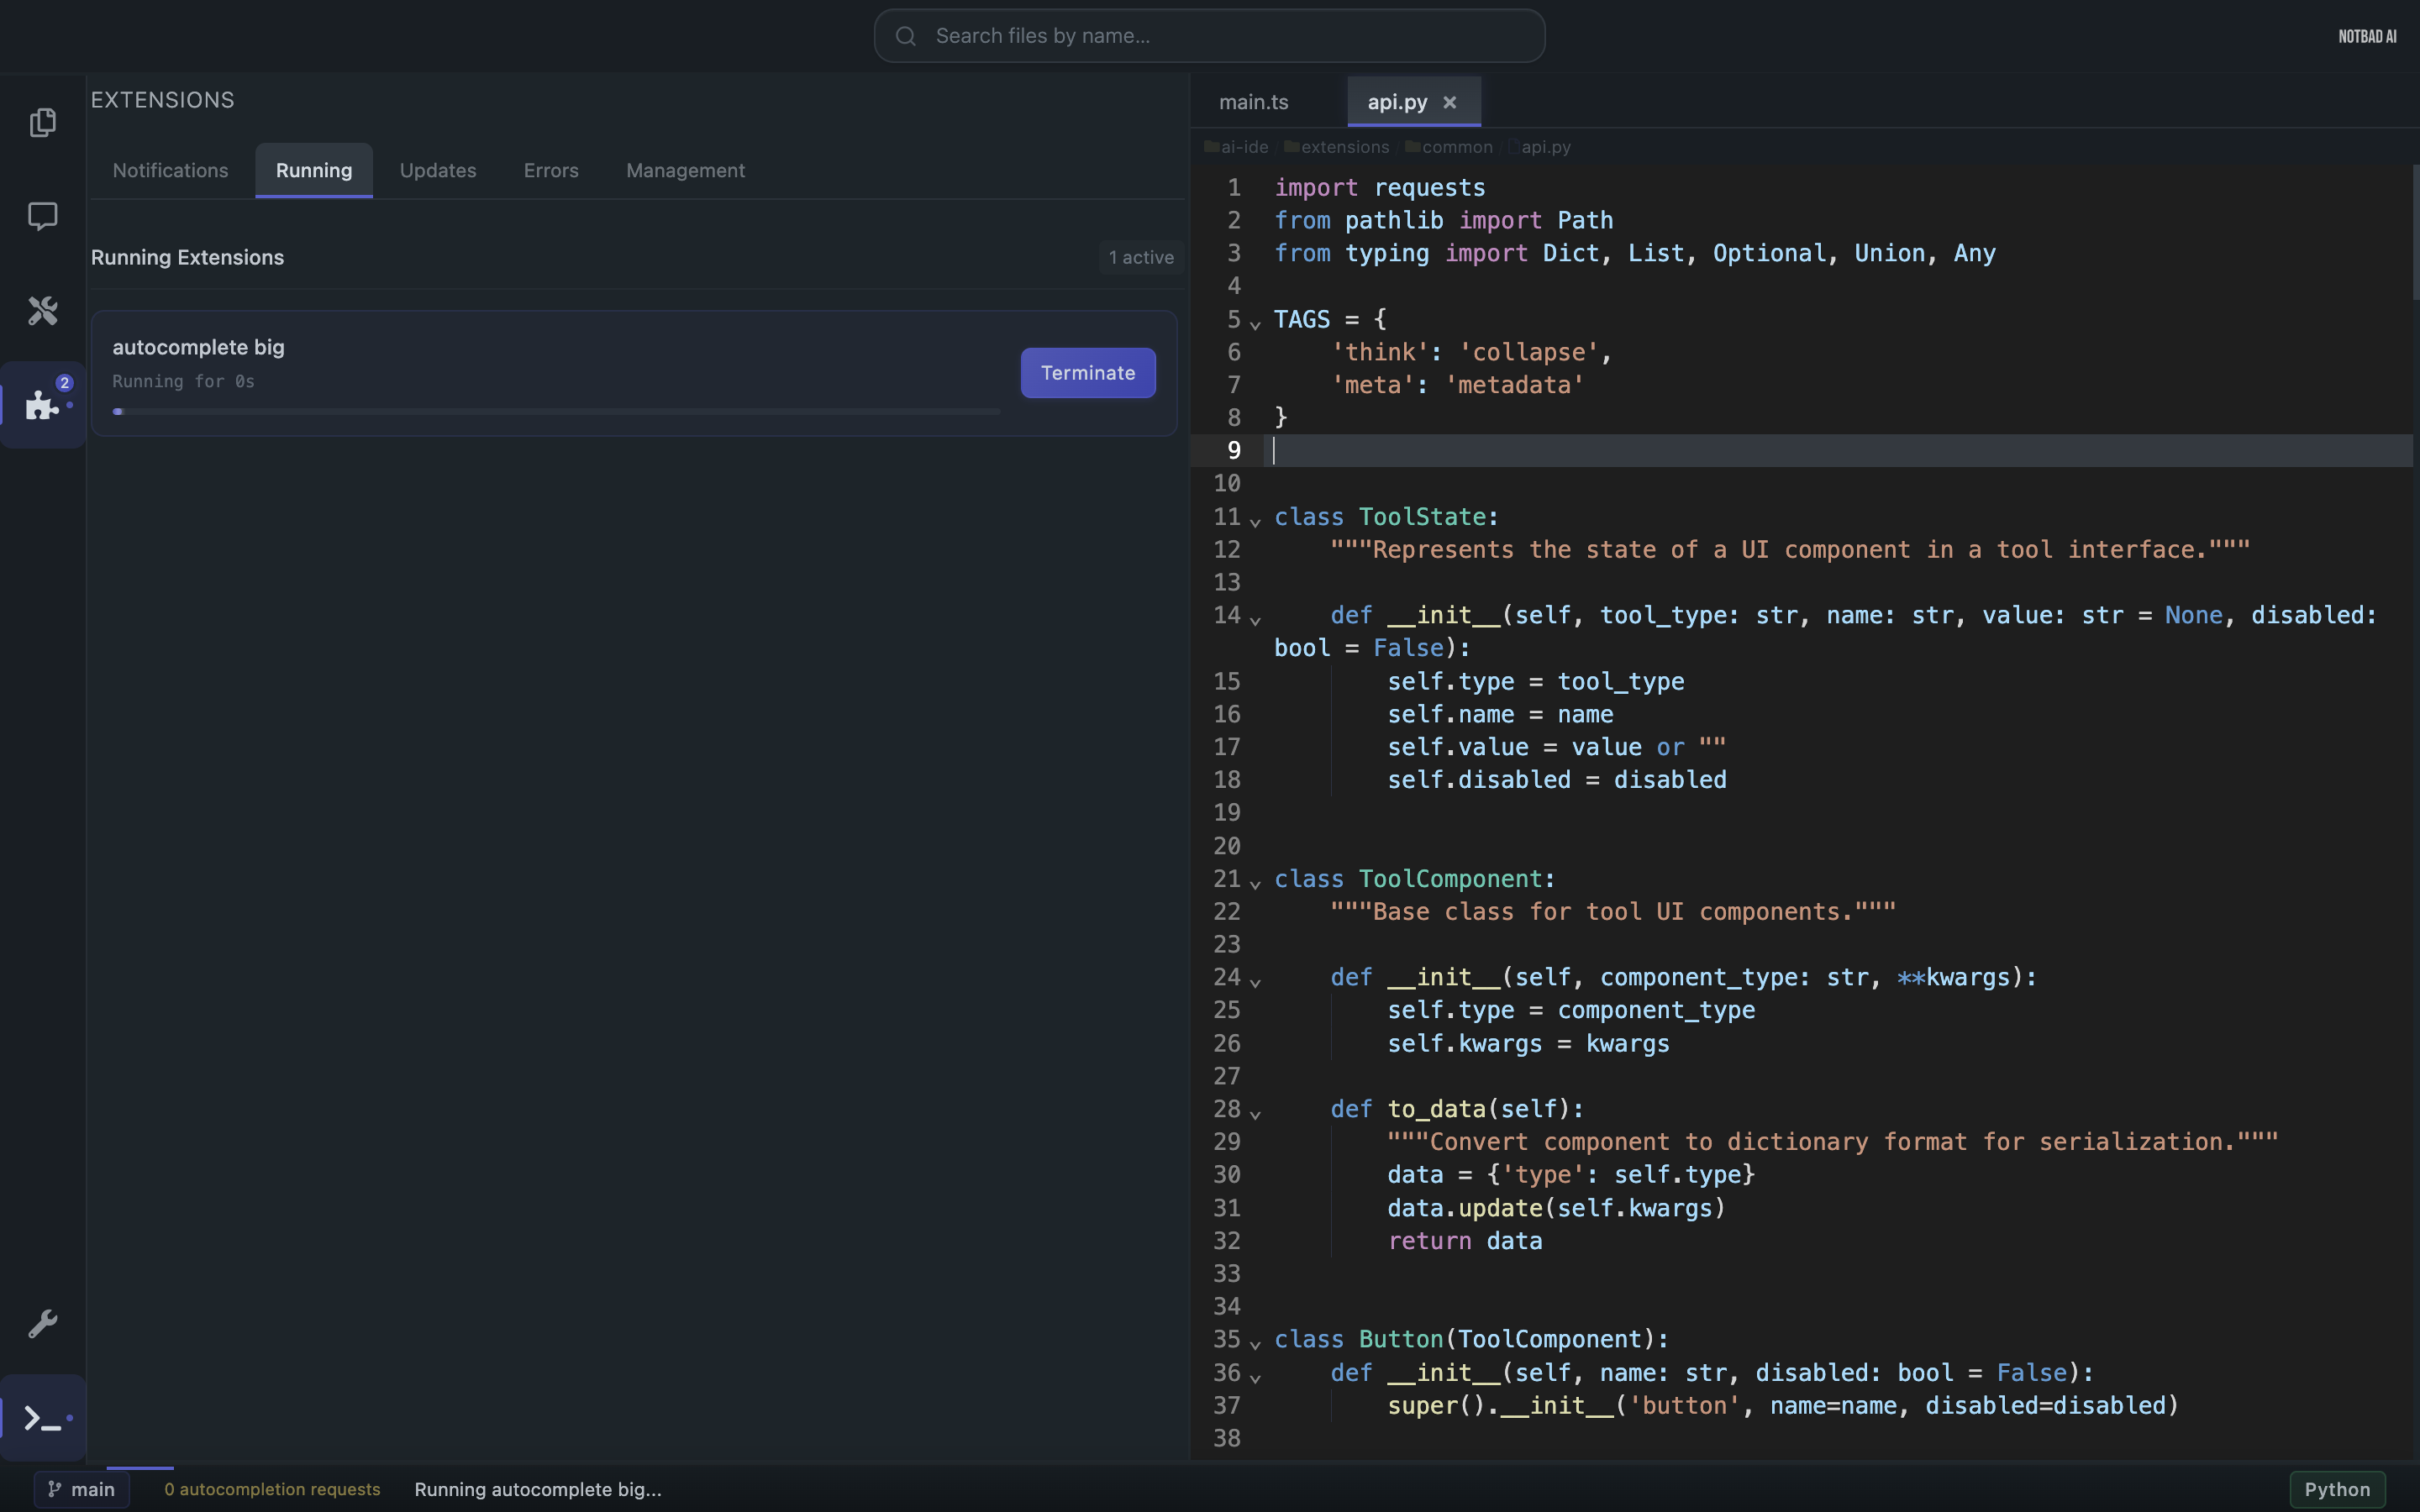 Search files by name...
NOTBAD AI
EXTENSIONS
Notifications
Running
Updates
Errors
Management
Running Extensions
1 active
autocomplete big
Running for 0s
Terminate
2
main.ts
api.py
ai-ide extensions common api.py
1 import requests
2 from pathlib import Path
3 from typing import Dict, List, Optional, Union, Any
4
5 TAGS = {
6     'think': 'collapse',
7     'meta': 'metadata'
8 }
9
10
11 class ToolState:
12     """Represents the state of a UI component in a tool interface."""
13
14     def __init__(self, tool_type: str, name: str, value: str = None, disabled:
bool = False):
15         self.type = tool_type
16         self.name = name
17         self.value = value or ""
18         self.disabled = disabled
19
20
21 class ToolComponent:
22     """Base class for tool UI components."""
23
24     def __init__(self, component_type: str, **kwargs):
25         self.type = component_type
26         self.kwargs = kwargs
27
28     def to_data(self):
29         """Convert component to dictionary format for serialization."""
30         data = {'type': self.type}
31         data.update(self.kwargs)
32         return data
33
34
35 class Button(ToolComponent):
36     def __init__(self, name: str, disabled: bool = False):
37         super().__init__('button', name=name, disabled=disabled)
38
main
0 autocompletion requests
Running autocomplete big...
Python